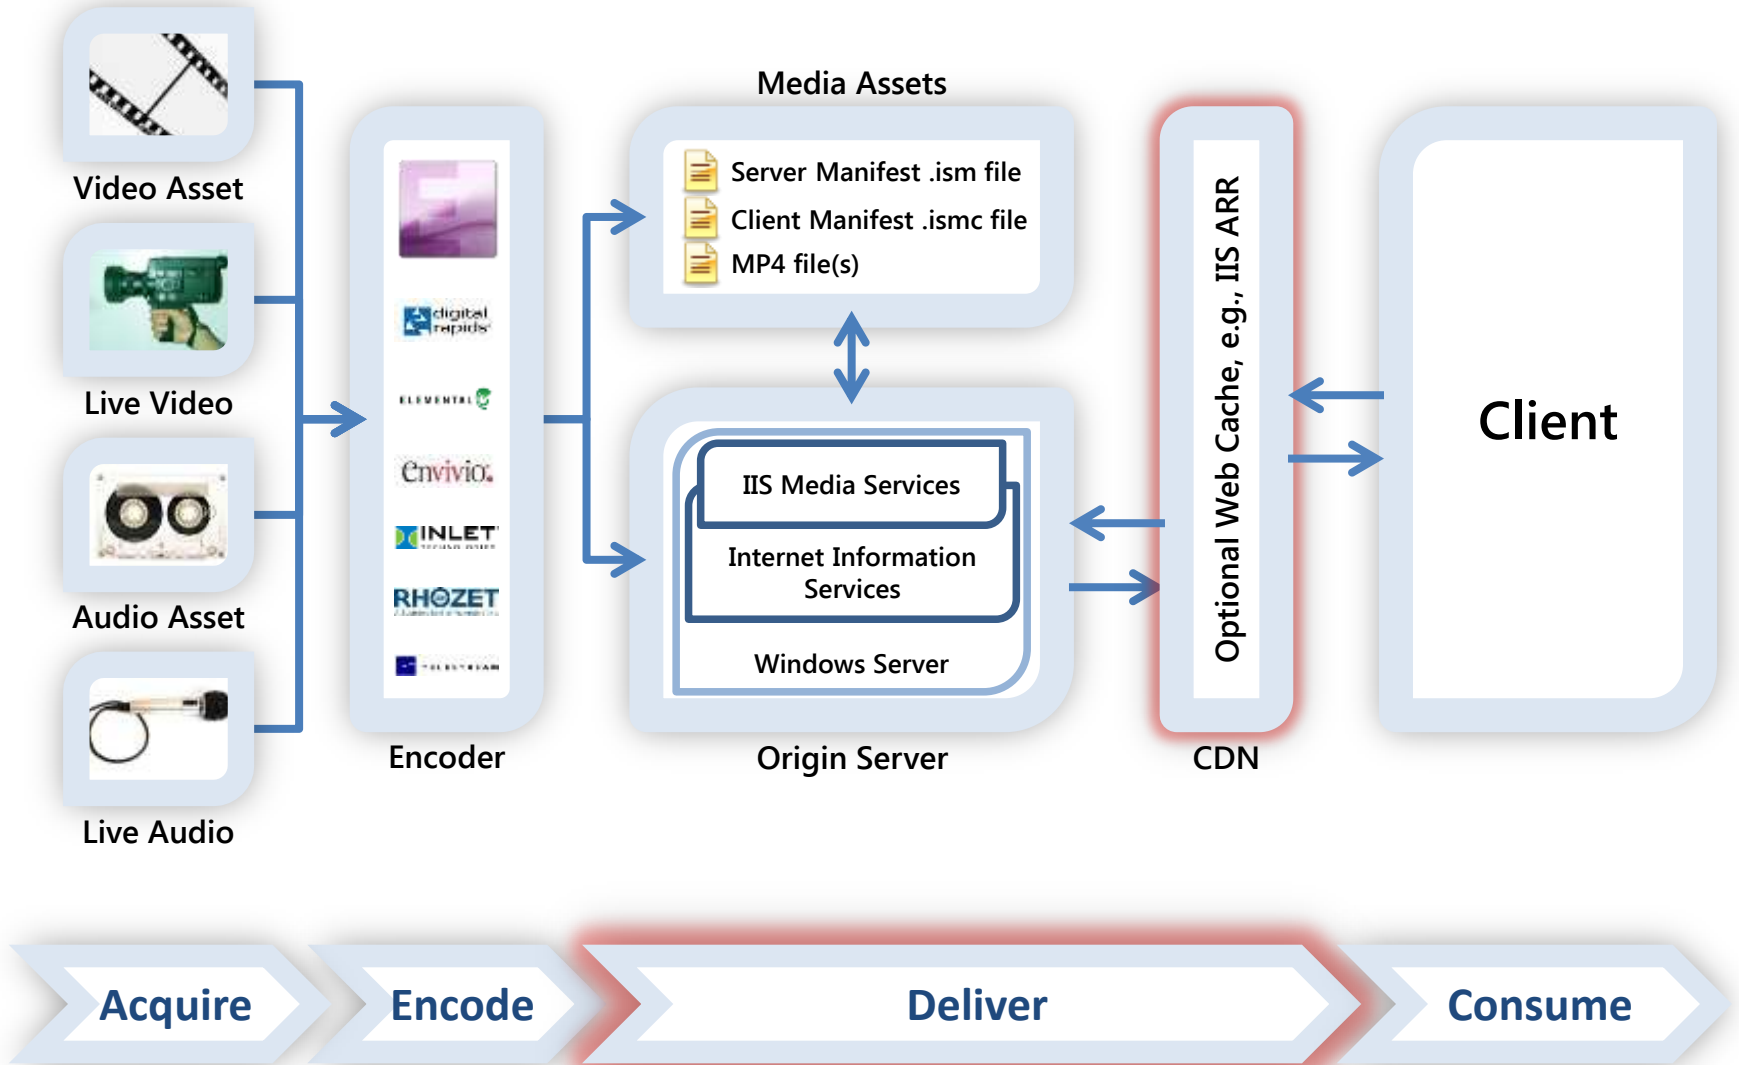 Video Asset
Live Video
Audio Asset
Live Audio
digital
rapids
ELEMENTAL
envivio.
INLET
RHOZET
Encoder
Media Assets
Server Manifest .ism file
Client Manifest .ismc file
MP4 file(s)
IIS Media Services
Internet Information
Services
Windows Server
Origin Server
Optional Web Cache, e.g., IIS ARR
CDN
Client
Acquire
Encode
Deliver
Consume